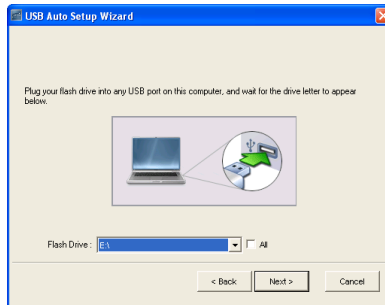 USB Auto Setup Wizard
Plug your flash drive into any USB port on this computer, and wait for the drive letter to appear
below.
Flash Drive : E:\ All
< Back Next > Cancel